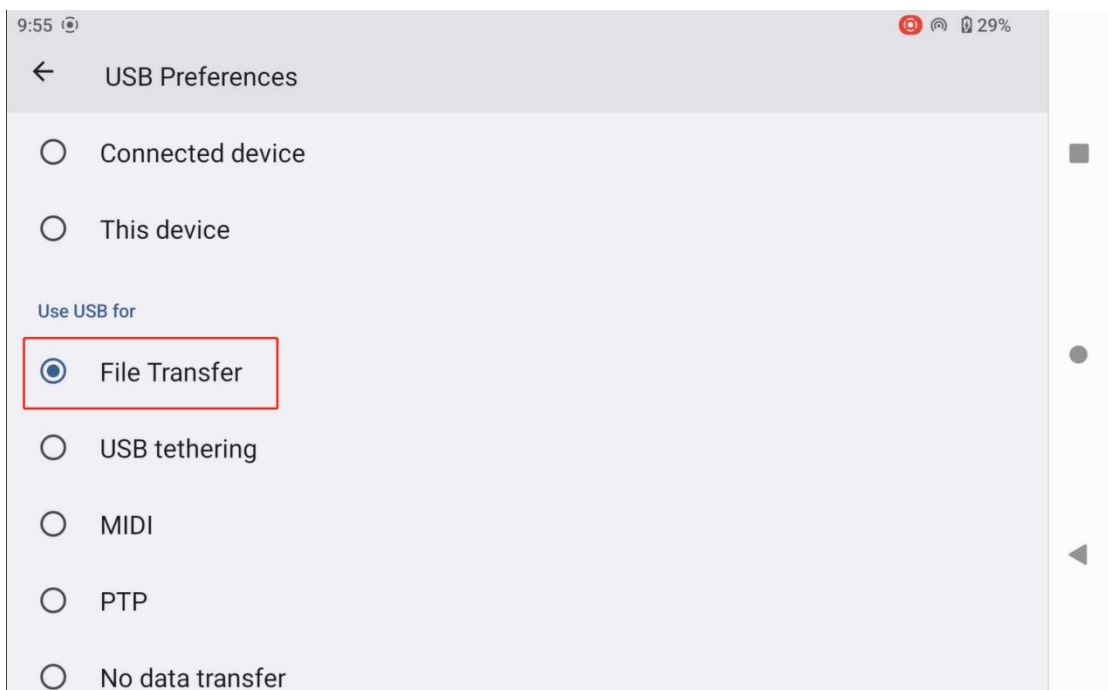 9:55
29%
USB Preferences
Connected device
This device
Use USB for
File Transfer
USB tethering
MIDI
PTP
No data transfer